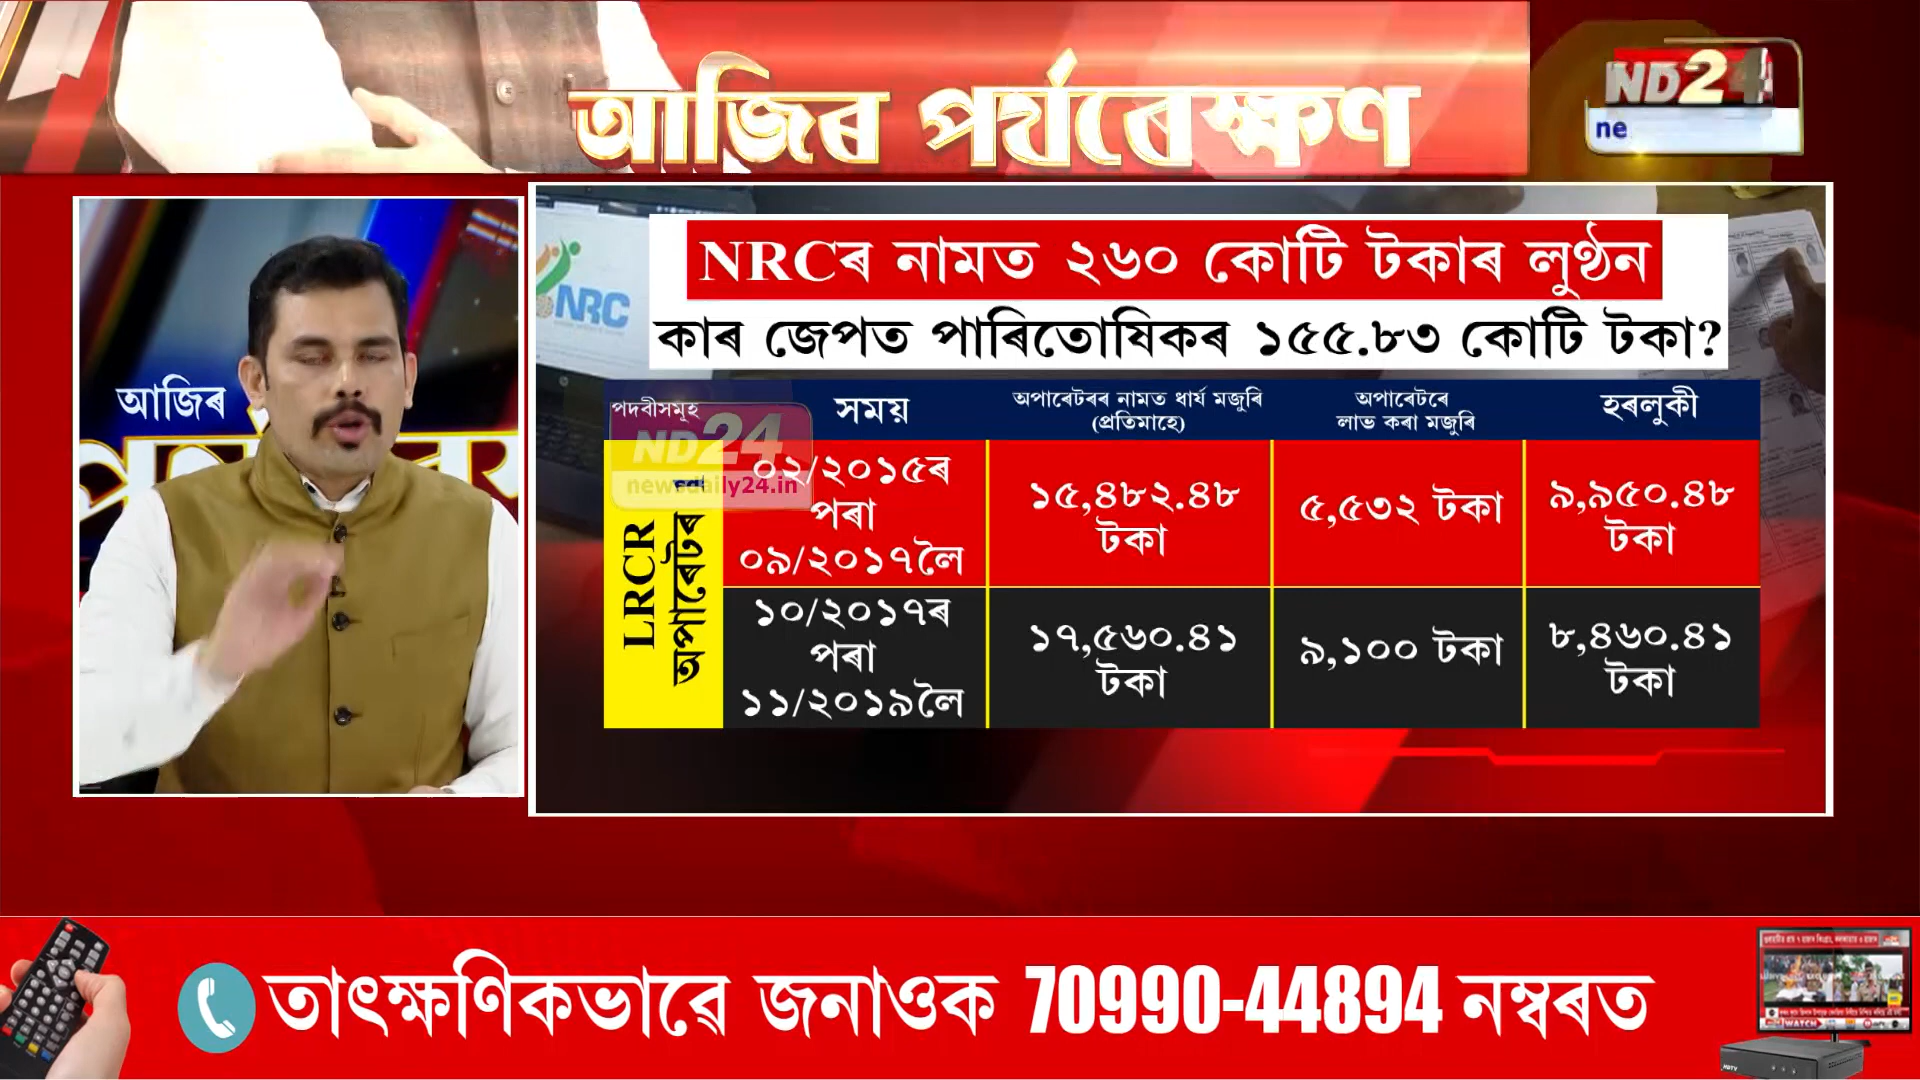 আজিৰ পৰ্যবেক্ষণ
ND24
ne
NRC
NRCৰ নামত ২৬০ কোটি টকাৰ লুণ্ঠন
কাৰ জেপত পাৰিতোষিকৰ ১৫৫.৮৩ কোটি টকা?
আজিৰ
পদবীসমূহ
সময়
অপাৰেটৰৰ নামত ধাৰ্য মজুৰি
(প্ৰতিমাহে)
অপাৰেটৰে
লাভ কৰা মজুৰি
হৰলুকী
ND24
newsdaily24.in
LRCR
অপাৰেটৰ
০২/২০১৫ৰ
পৰা
০৯/২০১৭লৈ
১৫,৪৮২.৪৮
টকা
৫,৫৩২ টকা
৯,৯৫০.৪৮
টকা
১০/২০১৭ৰ
পৰা
১১/২০১৯লৈ
১৭,৫৬০.৪১
টকা
৯,১০০ টকা
৮,৪৬০.৪১
টকা
তাৎক্ষণিকভাৱে জনাওক 70990-44894 নম্বৰত
WATCH